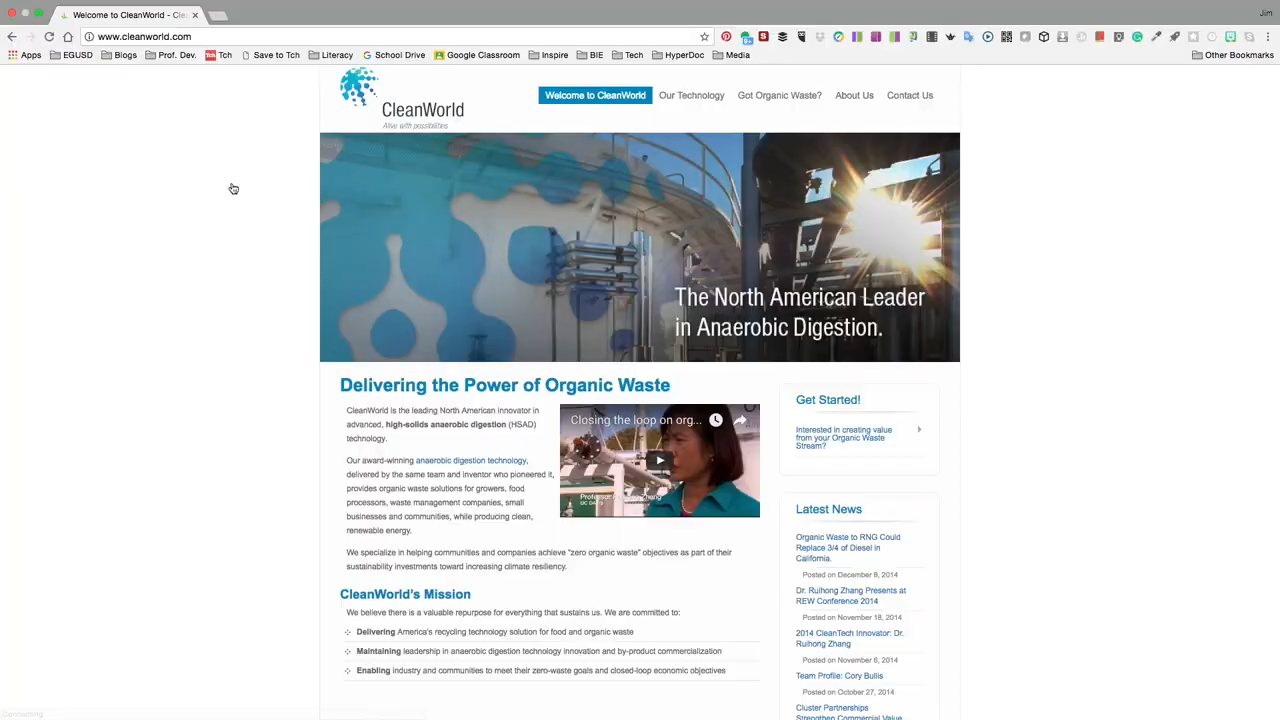 Welcome to CleanWorld - Cle
Jim
www.cleanworld.com
Apps EGUSD Blogs Prof. Dev. Tch Tch Save to Tch Literacy School Drive Google Classroom Inspire BIE Tech HyperDoc Media Other Bookmarks
CleanWorld
Alive with possibilities
Welcome to CleanWorld Our Technology Got Organic Waste? About Us Contact Us
The North American Leader
in Anaerobic Digestion.
Delivering the Power of Organic Waste
CleanWorld is the leading North American innovator in
advanced, high-solids anaerobic digestion (HSAD)
technology.
Our award-winning anaerobic digestion technology,
delivered by the same team and inventor who pioneered it,
provides organic waste solutions for growers, food
processors, waste management companies, small
businesses and communities, while producing clean,
renewable energy.
Closing the loop on org...
We specialize in helping communities and companies achieve "zero organic waste" objectives as part of their
sustainability investments toward increasing climate resiliency.
CleanWorld's Mission
We believe there is a valuable repurpose for everything that sustains us. We are committed to:
Delivering America's recycling technology solution for food and organic waste
Maintaining leadership in anaerobic digestion technology innovation and by-product commercialization
Enabling industry and communities to meet their zero-waste goals and closed-loop economic objectives
Get Started!
Interested in creating value
from your Organic Waste
Stream?
Latest News
Organic Waste to RNG Could
Replace 3/4 of Diesel in
California.
Posted on December 8, 2014
Dr. Ruihong Zhang Presents at
REW Conference 2014
Posted on November 18, 2014
2014 CleanTech Innovator: Dr.
Ruihong Zhang
Posted on November 6, 2014
Team Profile: Cory Bullis
Posted on October 27, 2014
Cluster Partnerships
Strengthen Commercial Value